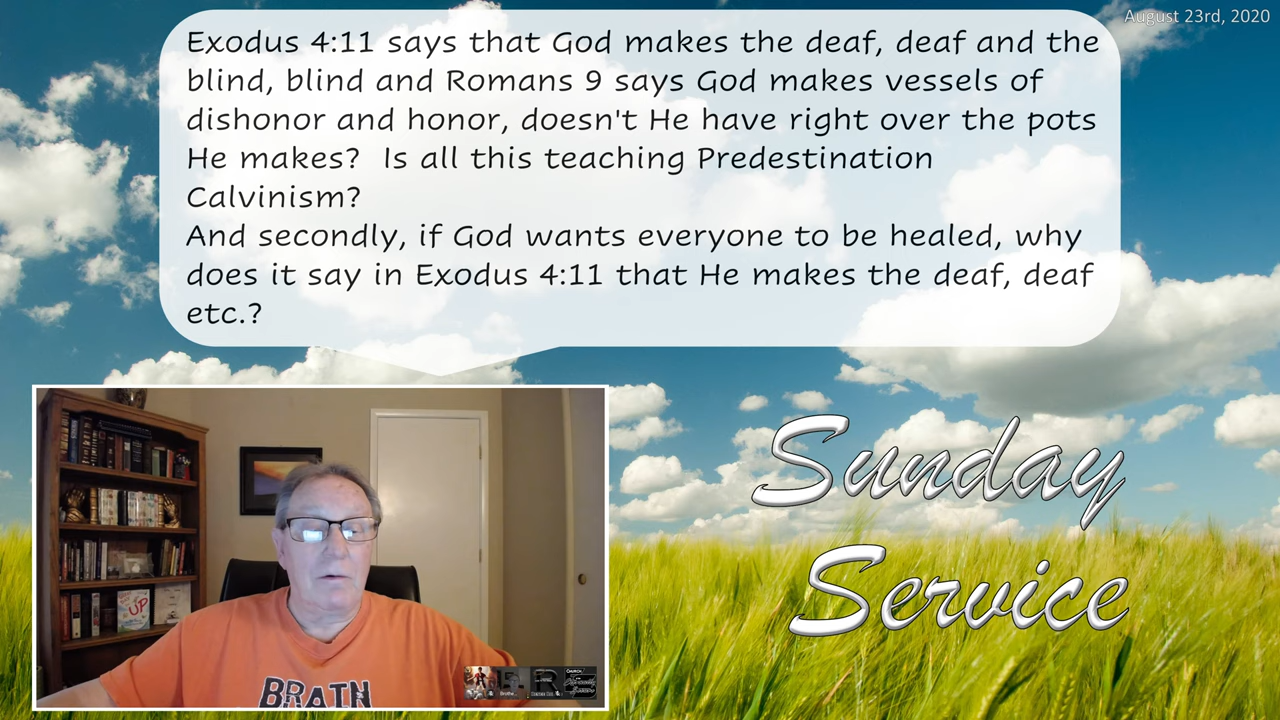 August 23rd, 2020
Exodus 4:11 says that God makes the deaf, deaf and the
blind, blind and Romans 9 says God makes vessels of
dishonor and honor, doesn't He have right over the pots
He makes?  Is all this teaching Predestination
Calvinism?
And secondly, if God wants everyone to be healed, why
does it say in Exodus 4:11 that He makes the deaf, deaf
etc.?
Sunday
Service
UP
BRAIN